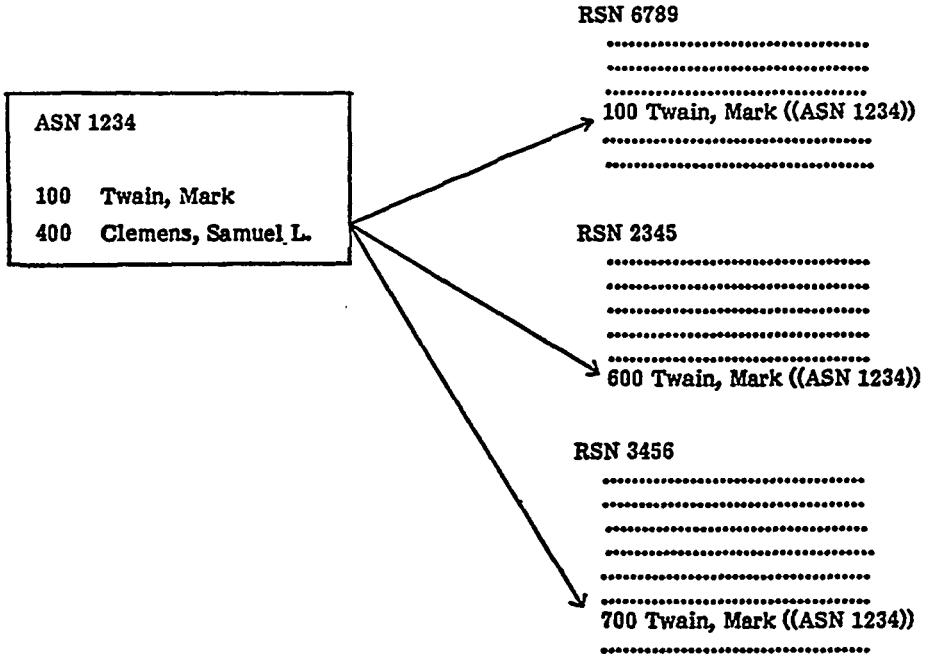 ASN 1234
100 Twain, Mark
400 Clemens, Samuel L.
RSN 6789
100 Twain, Mark ((ASN 1234))
RSN 2345
600 Twain, Mark ((ASN 1234))
RSN 3456
700 Twain, Mark ((ASN 1234))